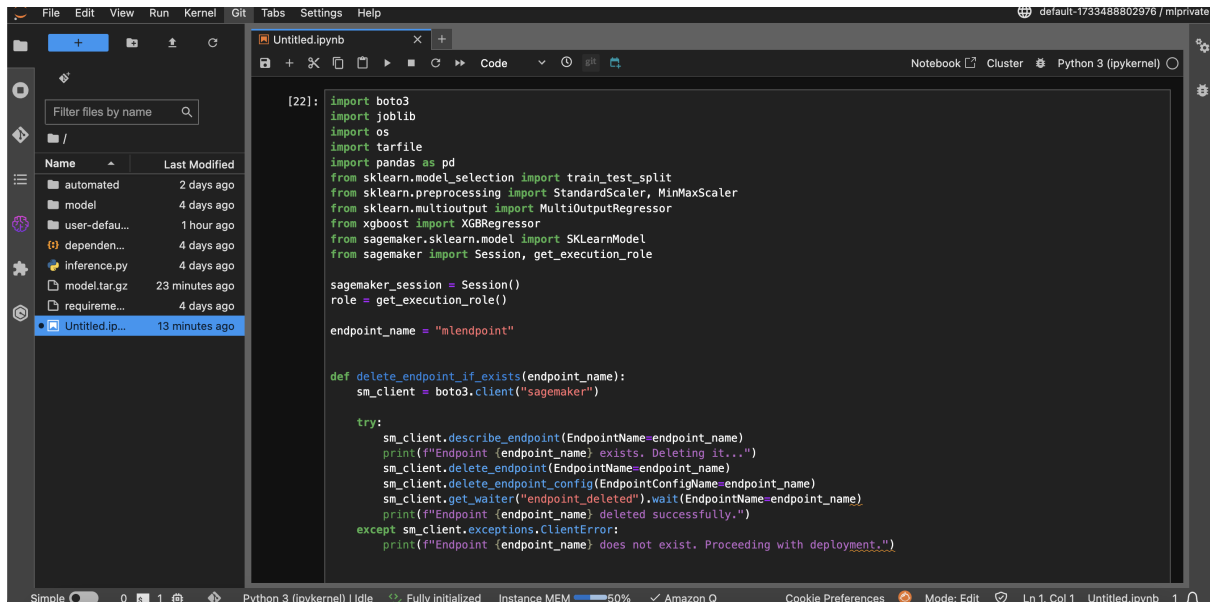 File Edit View Run Kernel Git Tabs Settings Help
default-1733488802976 / mlprivate
+
Filter files by name
/
Name Last Modified
automated 2 days ago
model 4 days ago
user-defau... 1 hour ago
dependen... 4 days ago
inference.py 4 days ago
model.tar.gz 23 minutes ago
requireme... 4 days ago
Untitled.ip... 13 minutes ago
Untitled.ipynb
Code
git
Notebook Cluster Python 3 (ipykernel)
[22]:
import boto3
import joblib
import os
import tarfile
import pandas as pd
from sklearn.model_selection import train_test_split
from sklearn.preprocessing import StandardScaler, MinMaxScaler
from sklearn.multioutput import MultiOutputRegressor
from xgboost import XGBRegressor
from sagemaker.sklearn.model import SKLearnModel
from sagemaker import Session, get_execution_role
sagemaker_session = Session()
role = get_execution_role()
endpoint_name = "mlendpoint"
def delete_endpoint_if_exists(endpoint_name):
    sm_client = boto3.client("sagemaker")
    try:
        sm_client.describe_endpoint(EndpointName=endpoint_name)
        print(f"Endpoint {endpoint_name} exists. Deleting it...")
        sm_client.delete_endpoint(EndpointName=endpoint_name)
        sm_client.delete_endpoint_config(EndpointConfigName=endpoint_name)
        sm_client.get_waiter("endpoint_deleted").wait(EndpointName=endpoint_name)
        print(f"Endpoint {endpoint_name} deleted successfully.")
    except sm_client.exceptions.ClientError:
        print(f"Endpoint {endpoint_name} does not exist. Proceeding with deployment.")
Simple 0 1 Python 3 (ipykernel) | Idle Fully initialized Instance MEM 50% Amazon Q Cookie Preferences Mode: Edit Ln 1, Col 1 Untitled.ipynb 1